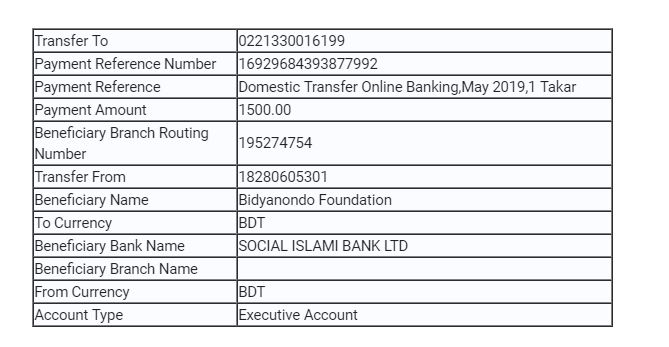 Transfer To 0221330016199
Payment Reference Number 16929684393877992
Payment Reference Domestic Transfer Online Banking,May 2019,1 Takar
Payment Amount 1500.00
Beneficiary Branch Routing
Number 195274754
Transfer From 18280605301
Beneficiary Name Bidyanondo Foundation
To Currency BDT
Beneficiary Bank Name SOCIAL ISLAMI BANK LTD
Beneficiary Branch Name
From Currency BDT
Account Type Executive Account